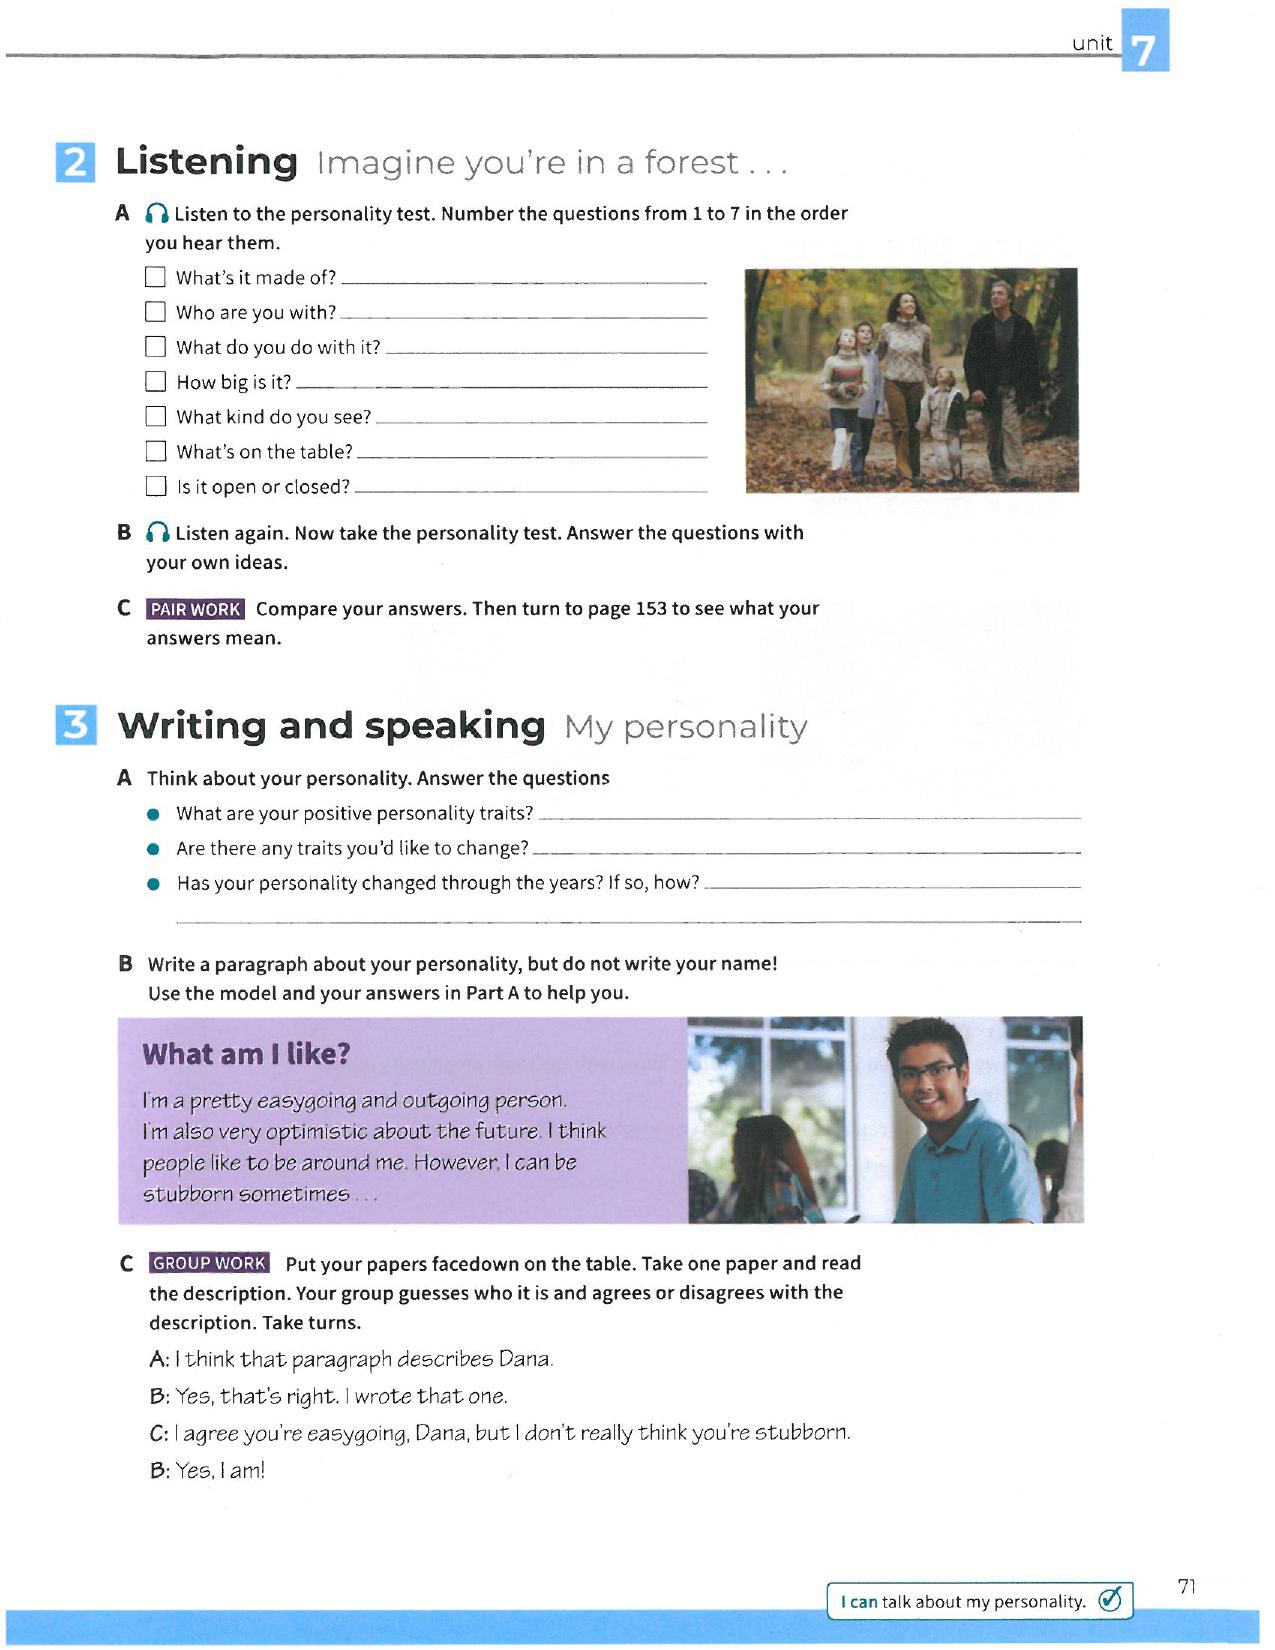 unit 7
2 Listening Imagine you're in a forest . . .
A Listen to the personality test. Number the questions from 1 to 7 in the order
you hear them.
What's it made of?
Who are you with?
What do you do with it?
How big is it?
What kind do you see?
What's on the table?
Is it open or closed?
B Listen again. Now take the personality test. Answer the questions with
your own ideas.
C PAIR WORK Compare your answers. Then turn to page 153 to see what your
answers mean.
3 Writing and speaking My personality
A Think about your personality. Answer the questions
• What are your positive personality traits?
• Are there any traits you'd like to change?
• Has your personality changed through the years? If so, how?
B Write a paragraph about your personality, but do not write your name!
Use the model and your answers in Part A to help you.
What am I like?
I'm a pretty easygoing and outgoing person.
I'm also very optimistic about the future. I think
people like to be around me. However, I can be
stubborn sometimes . . .
C GROUP WORK Put your papers facedown on the table. Take one paper and read
the description. Your group guesses who it is and agrees or disagrees with the
description. Take turns.
A: I think that paragraph describes Dana.
B: Yes, that's right. I wrote that one.
C: I agree you're easygoing, Dana, but I don't really think you're stubborn.
B: Yes, I am!
I can talk about my personality.
71